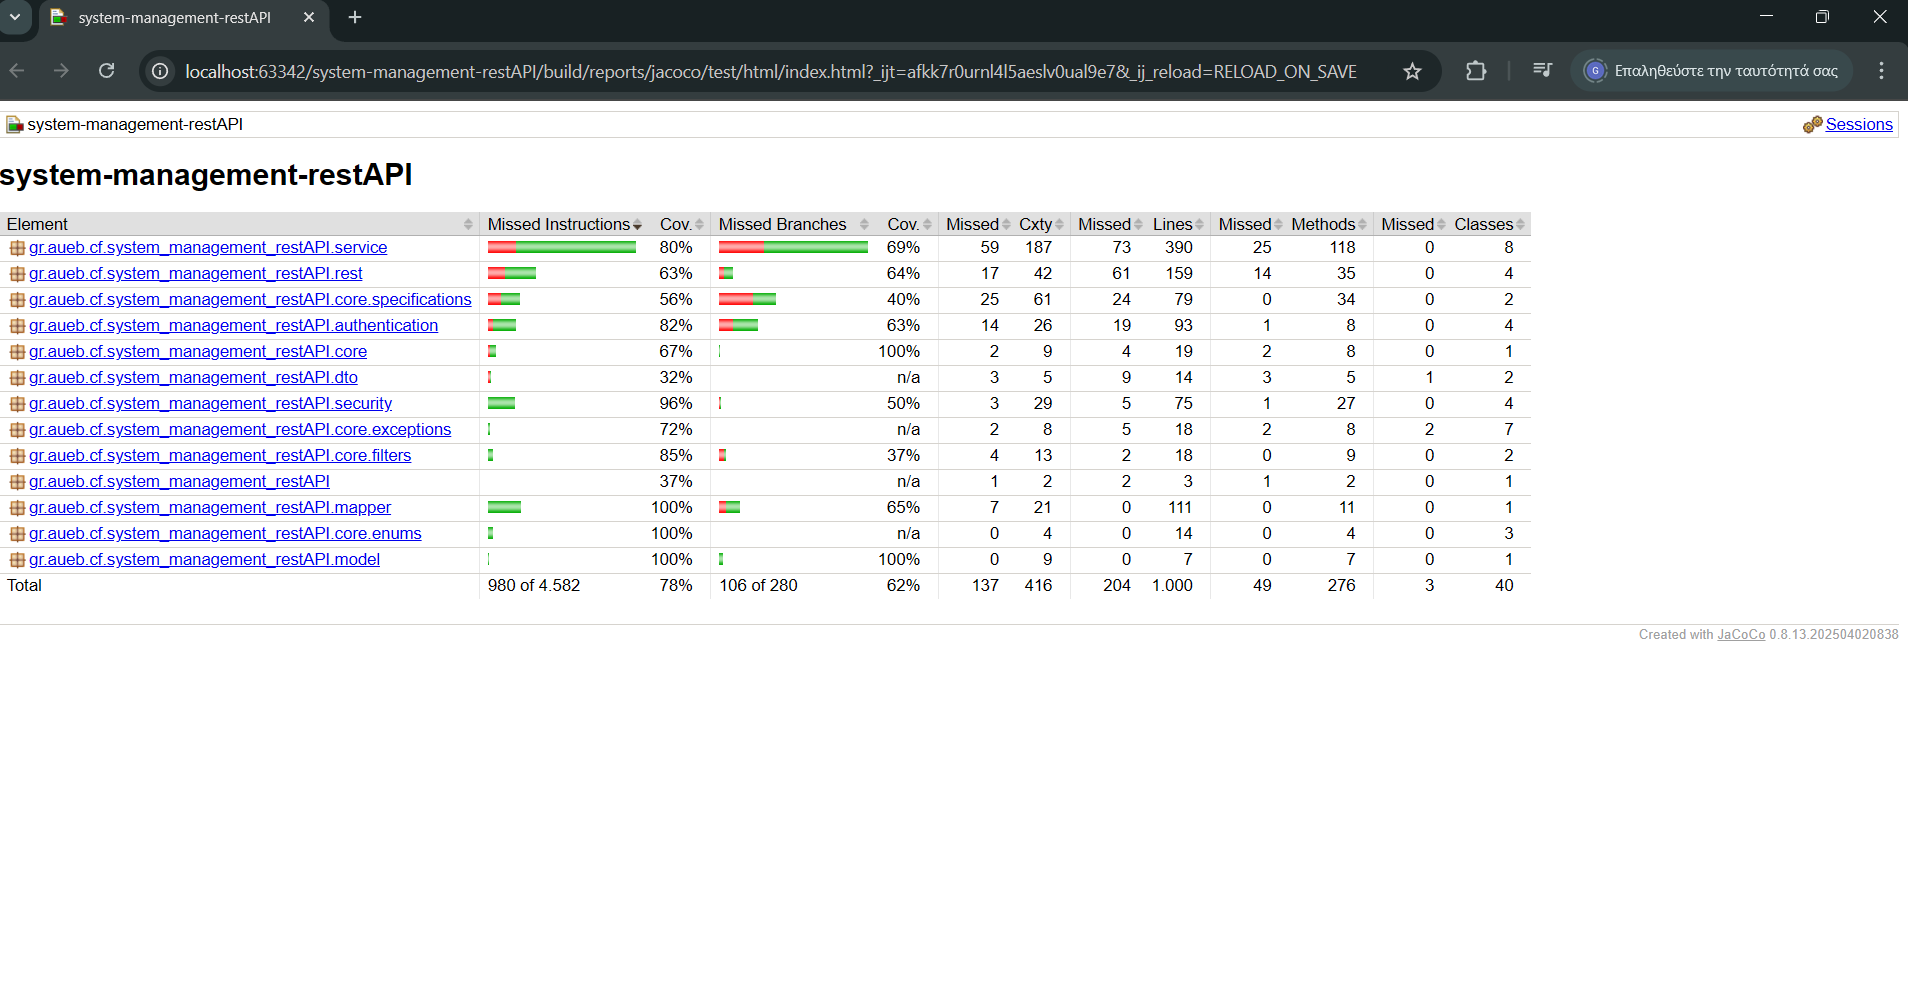 system-management-restAPI
localhost:63342/system-management-restAPI/build/reports/jacoco/test/html/index.html?_ijt=afkk7r0urnl4l5aeslv0ual9e7&_ij_reload=RELOAD_ON_SAVE G Επαληθεύστε την ταυτότητά σας
system-management-restAPI Sessions
system-management-restAPI
Element Missed Instructions Cov. Missed Branches Cov. Missed Cxty Missed Lines Missed Methods Missed Classes
gr.aueb.cf.system_management_restAPI.service 80% 69% 59 187 73 390 25 118 0 8
gr.aueb.cf.system_management_restAPI.rest 63% 64% 17 42 61 159 14 35 0 4
gr.aueb.cf.system_management_restAPI.core.specifications 56% 40% 25 61 24 79 0 34 0 2
gr.aueb.cf.system_management_restAPI.authentication 82% 63% 14 26 19 93 1 8 0 4
gr.aueb.cf.system_management_restAPI.core 67% 100% 2 9 4 19 2 8 0 1
gr.aueb.cf.system_management_restAPI.dto 32% n/a 3 5 9 14 3 5 1 2
gr.aueb.cf.system_management_restAPI.security 96% 50% 3 29 5 75 1 27 0 4
gr.aueb.cf.system_management_restAPI.core.exceptions 72% n/a 2 8 5 18 2 8 2 7
gr.aueb.cf.system_management_restAPI.core.filters 85% 37% 4 13 2 18 0 9 0 2
gr.aueb.cf.system_management_restAPI 37% n/a 1 2 2 3 1 2 0 1
gr.aueb.cf.system_management_restAPI.mapper 100% 65% 7 21 0 111 0 11 0 1
gr.aueb.cf.system_management_restAPI.core.enums 100% n/a 0 4 0 14 0 4 0 3
gr.aueb.cf.system_management_restAPI.model 100% 100% 0 9 0 7 0 7 0 1
Total 980 of 4.582 78% 106 of 280 62% 137 416 204 1.000 49 276 3 40
Created with JaCoCo 0.8.13.202504020838